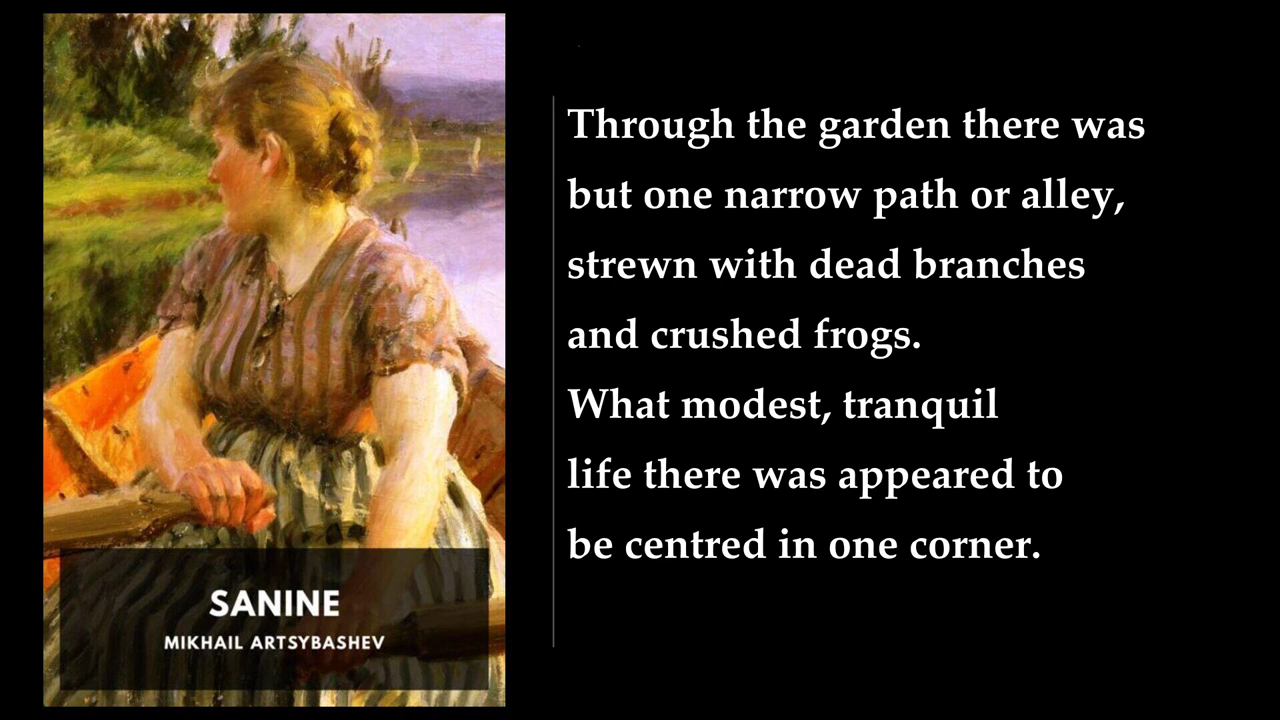 SANINE
MIKHAIL ARTSYBASHEV
Through the garden there was
but one narrow path or alley,
strewn with dead branches
and crushed frogs.
What modest, tranquil
life there was appeared to
be centred in one corner.